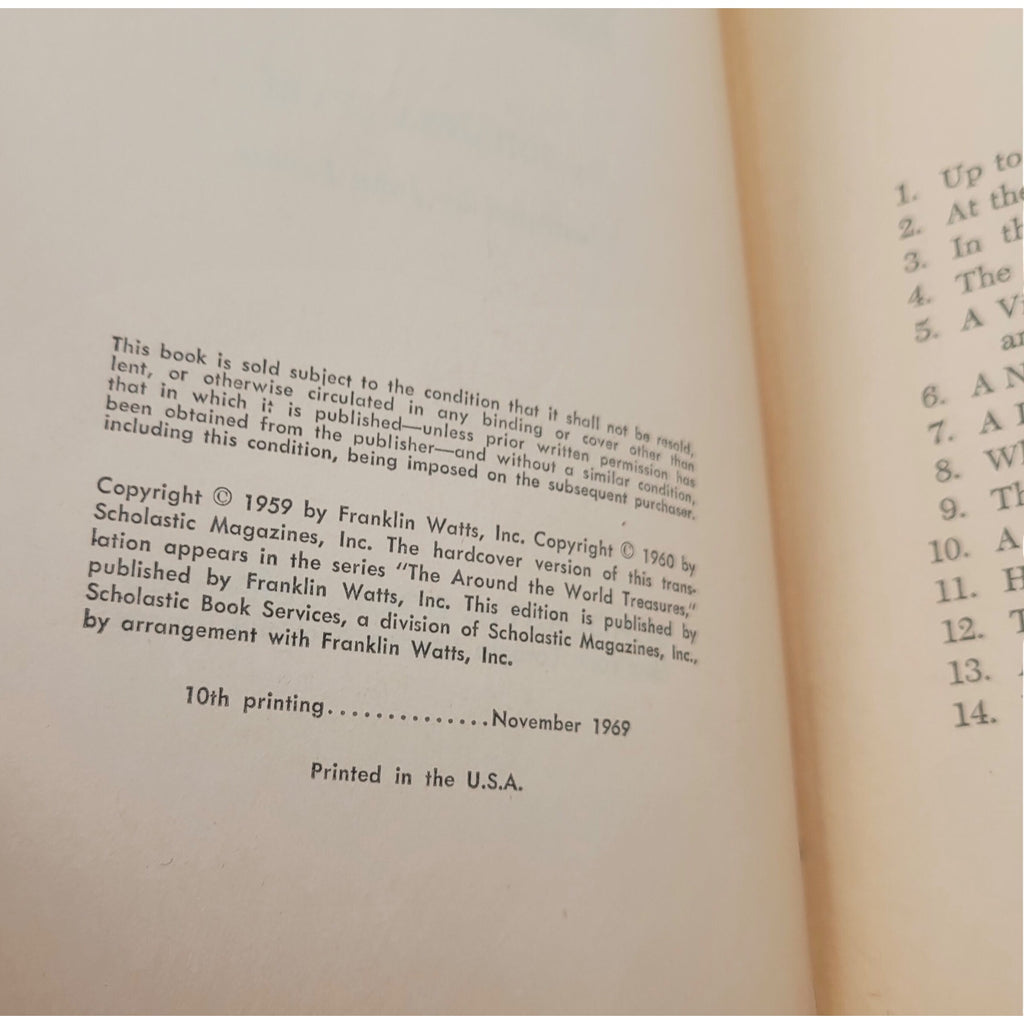 This book is sold subject to the condition that it shall not be resold,
lent, or otherwise circulated in any binding or cover other than
that in which it is published—unless prior written permission has
been obtained from the publisher—and without a similar condition,
including this condition, being imposed on the subsequent purchaser.
Copyright © 1959 by Franklin Watts, Inc. Copyright © 1960 by
Scholastic Magazines, Inc. The hardcover version of this trans-
lation appears in the series "The Around the World Treasures,"
published by Franklin Watts, Inc. This edition is published by
Scholastic Book Services, a division of Scholastic Magazines, Inc.,
by arrangement with Franklin Watts, Inc.
10th printing..............November 1969
Printed in the U.S.A.
1. Up to
2. At the
3. In
4. The
5. A
6. A
7. A
8.
9.
10. A
11.
12.
13.
14.